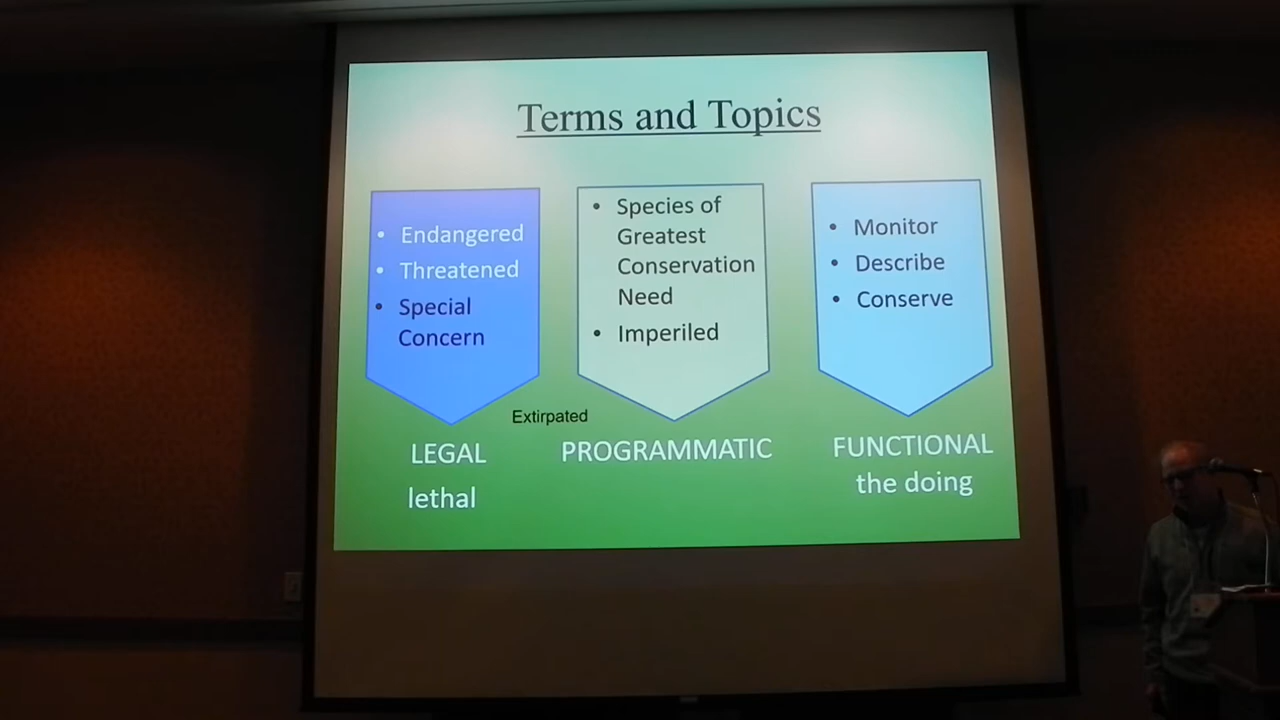 Terms and Topics
• Endangered
• Threatened
• Special
Concern
LEGAL
lethal
Extirpated
• Species of
Greatest
Conservation
Need
• Imperiled
PROGRAMMATIC
• Monitor
• Describe
• Conserve
FUNCTIONAL
the doing